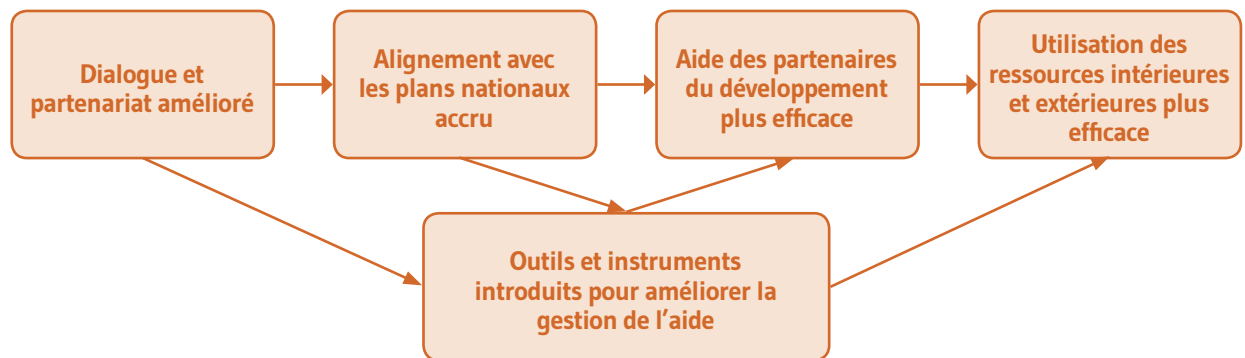 Dialogue et
partenariat amélioré
Alignement avec
les plans nationaux
accru
Aide des partenaires
du développement
plus efficace
Utilisation des
ressources intérieures
et extérieures plus
efficace
Outils et instruments
introduits pour améliorer la
gestion de l’aide